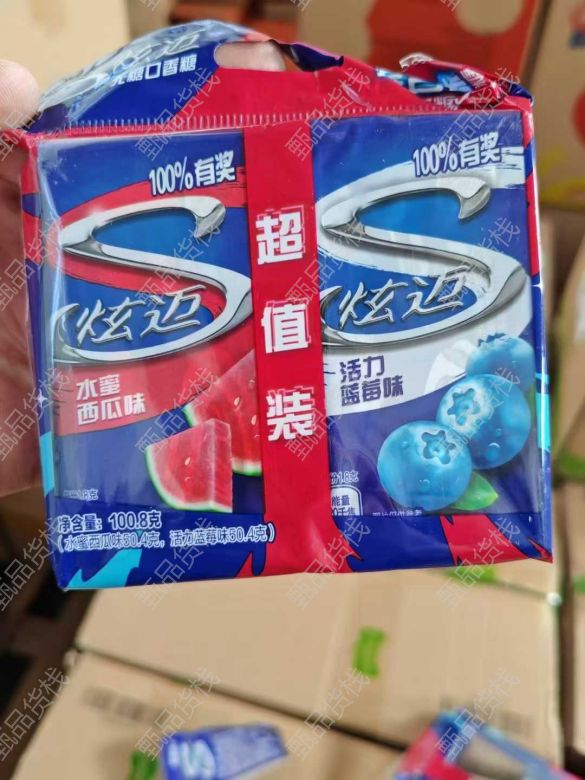 无糖口香糖
100%有奖
炫迈
水蜜
西瓜味
超值装
100%有奖
炫迈
活力
蓝莓味
净含量：100.8克
（水蜜西瓜味50.4克，活力蓝莓味50.4克）
甄品货栈